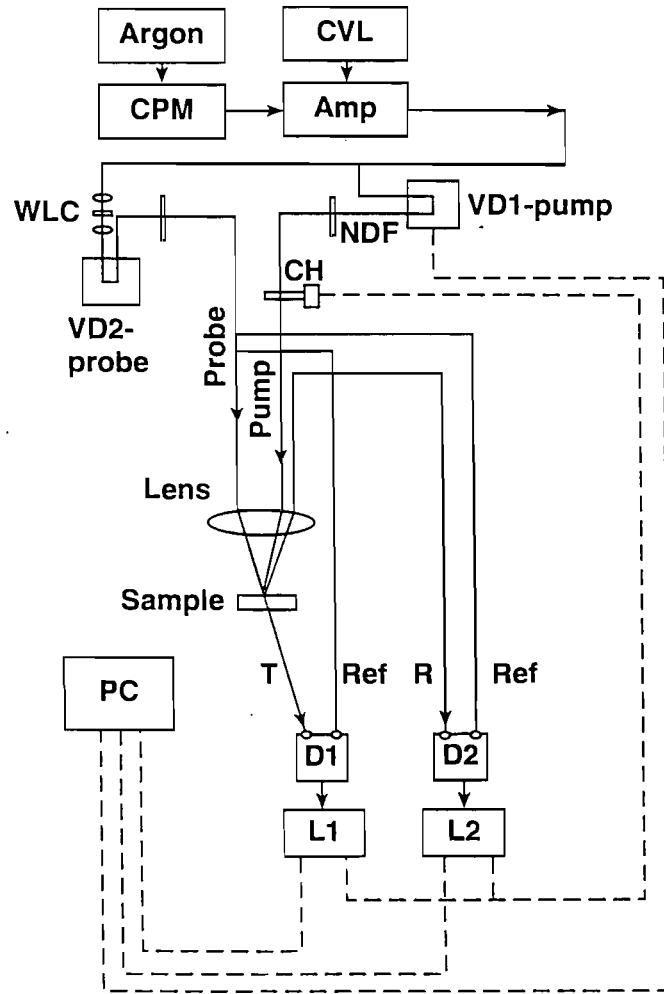 Argon
CVL
CPM
Amp
WLC
NDF
VD1-pump
CH
VD2-
probe
Probe
Pump
Lens
Sample
T
Ref
R
Ref
PC
D1
D2
L1
L2